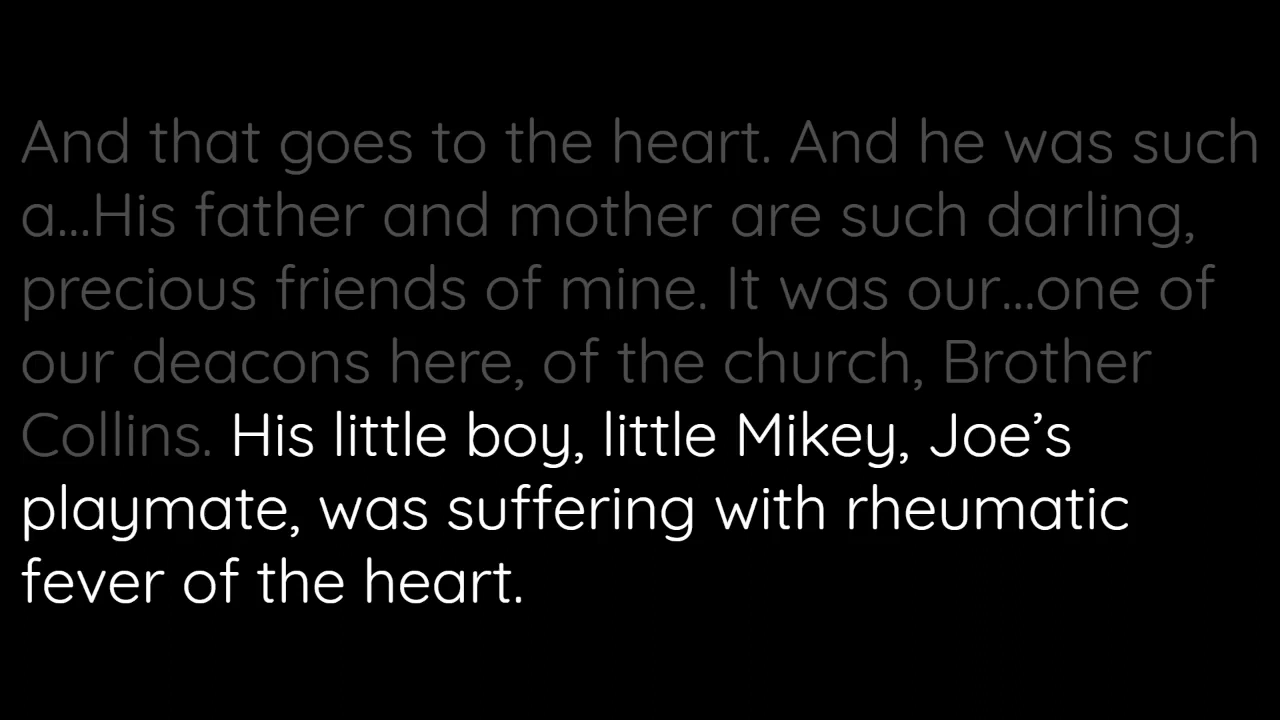 And that goes to the heart. And he was such
a...His father and mother are such darling,
precious friends of mine. It was our...one of
our deacons here, of the church, Brother
Collins. His little boy, little Mikey, Joe’s
playmate, was suffering with rheumatic
fever of the heart.